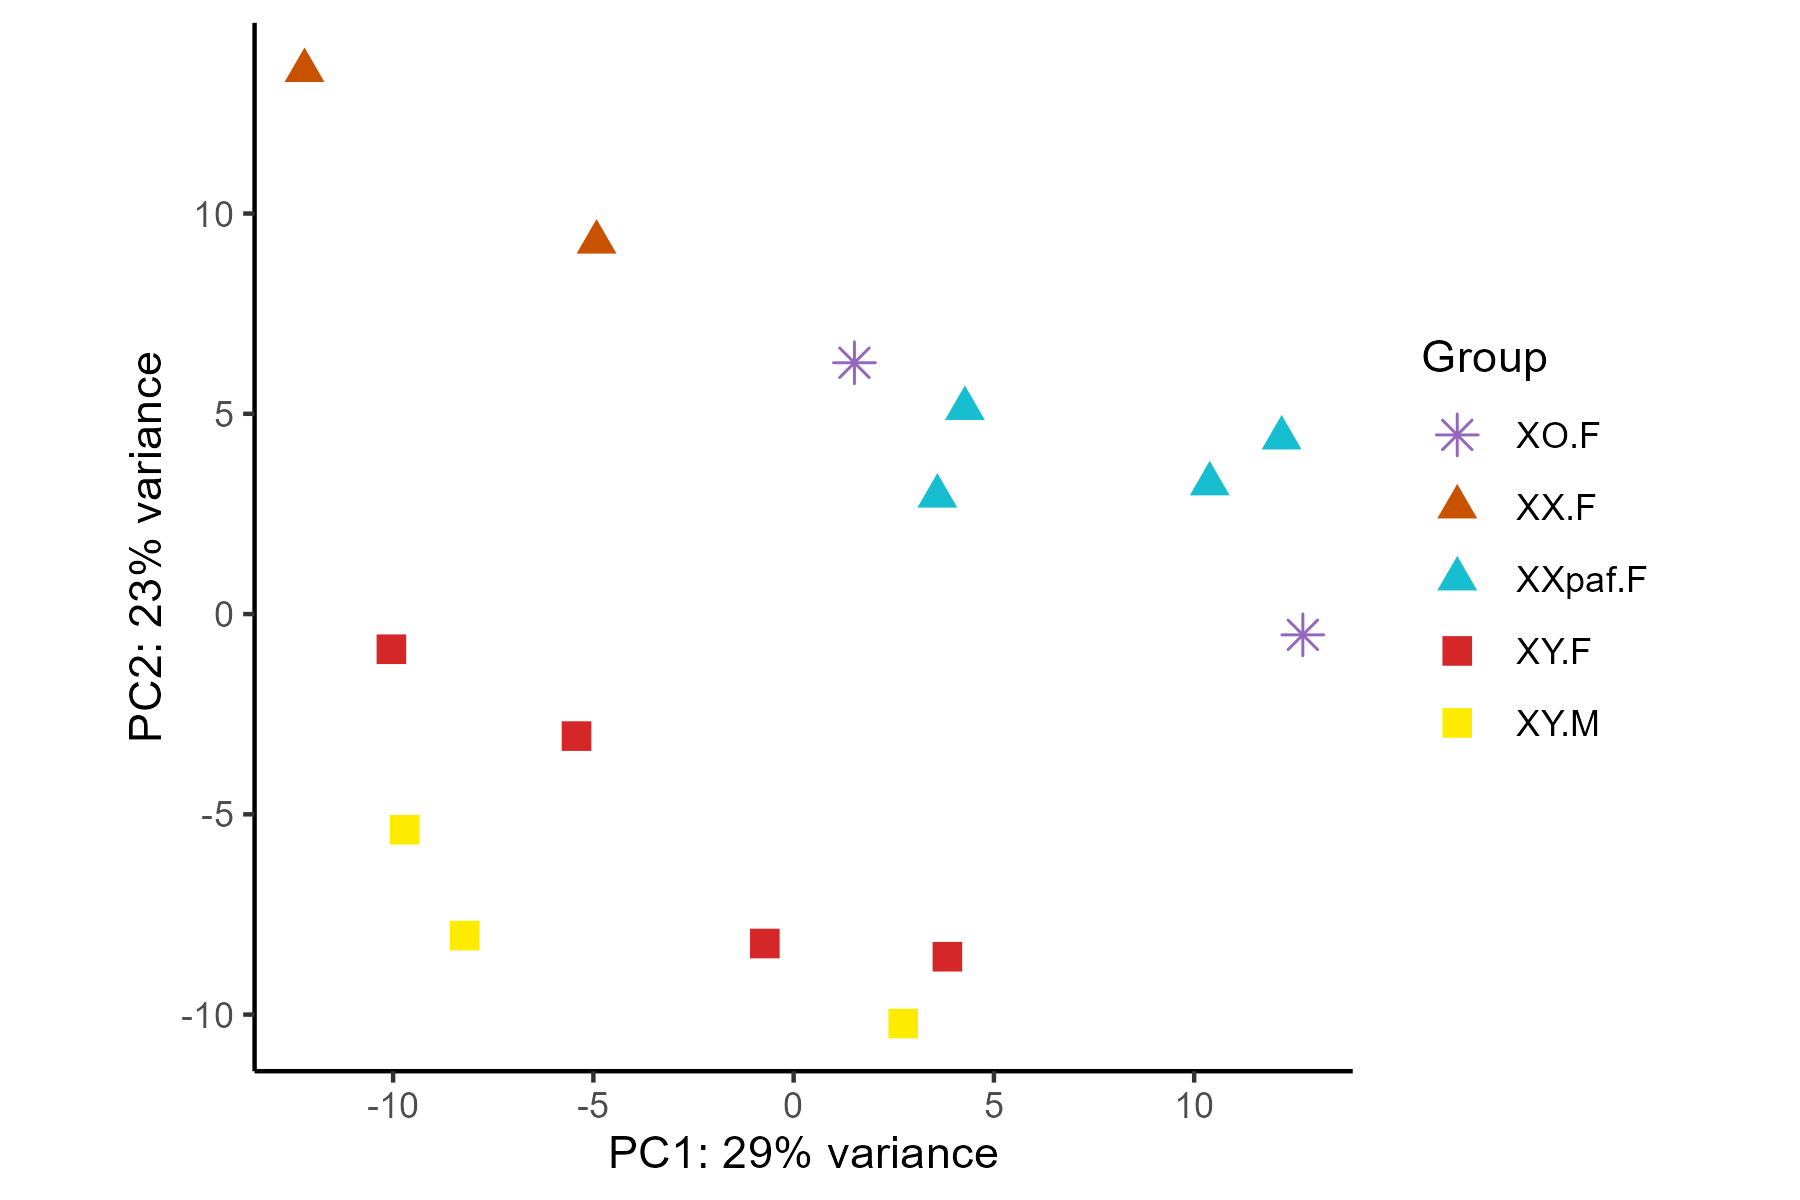 PC2: 23% variance
10
5
0
-5
-10
-10
-5
0
5
10
PC1: 29% variance
Group
XO.F
XX.F
XXpaf.F
XY.F
XY.M